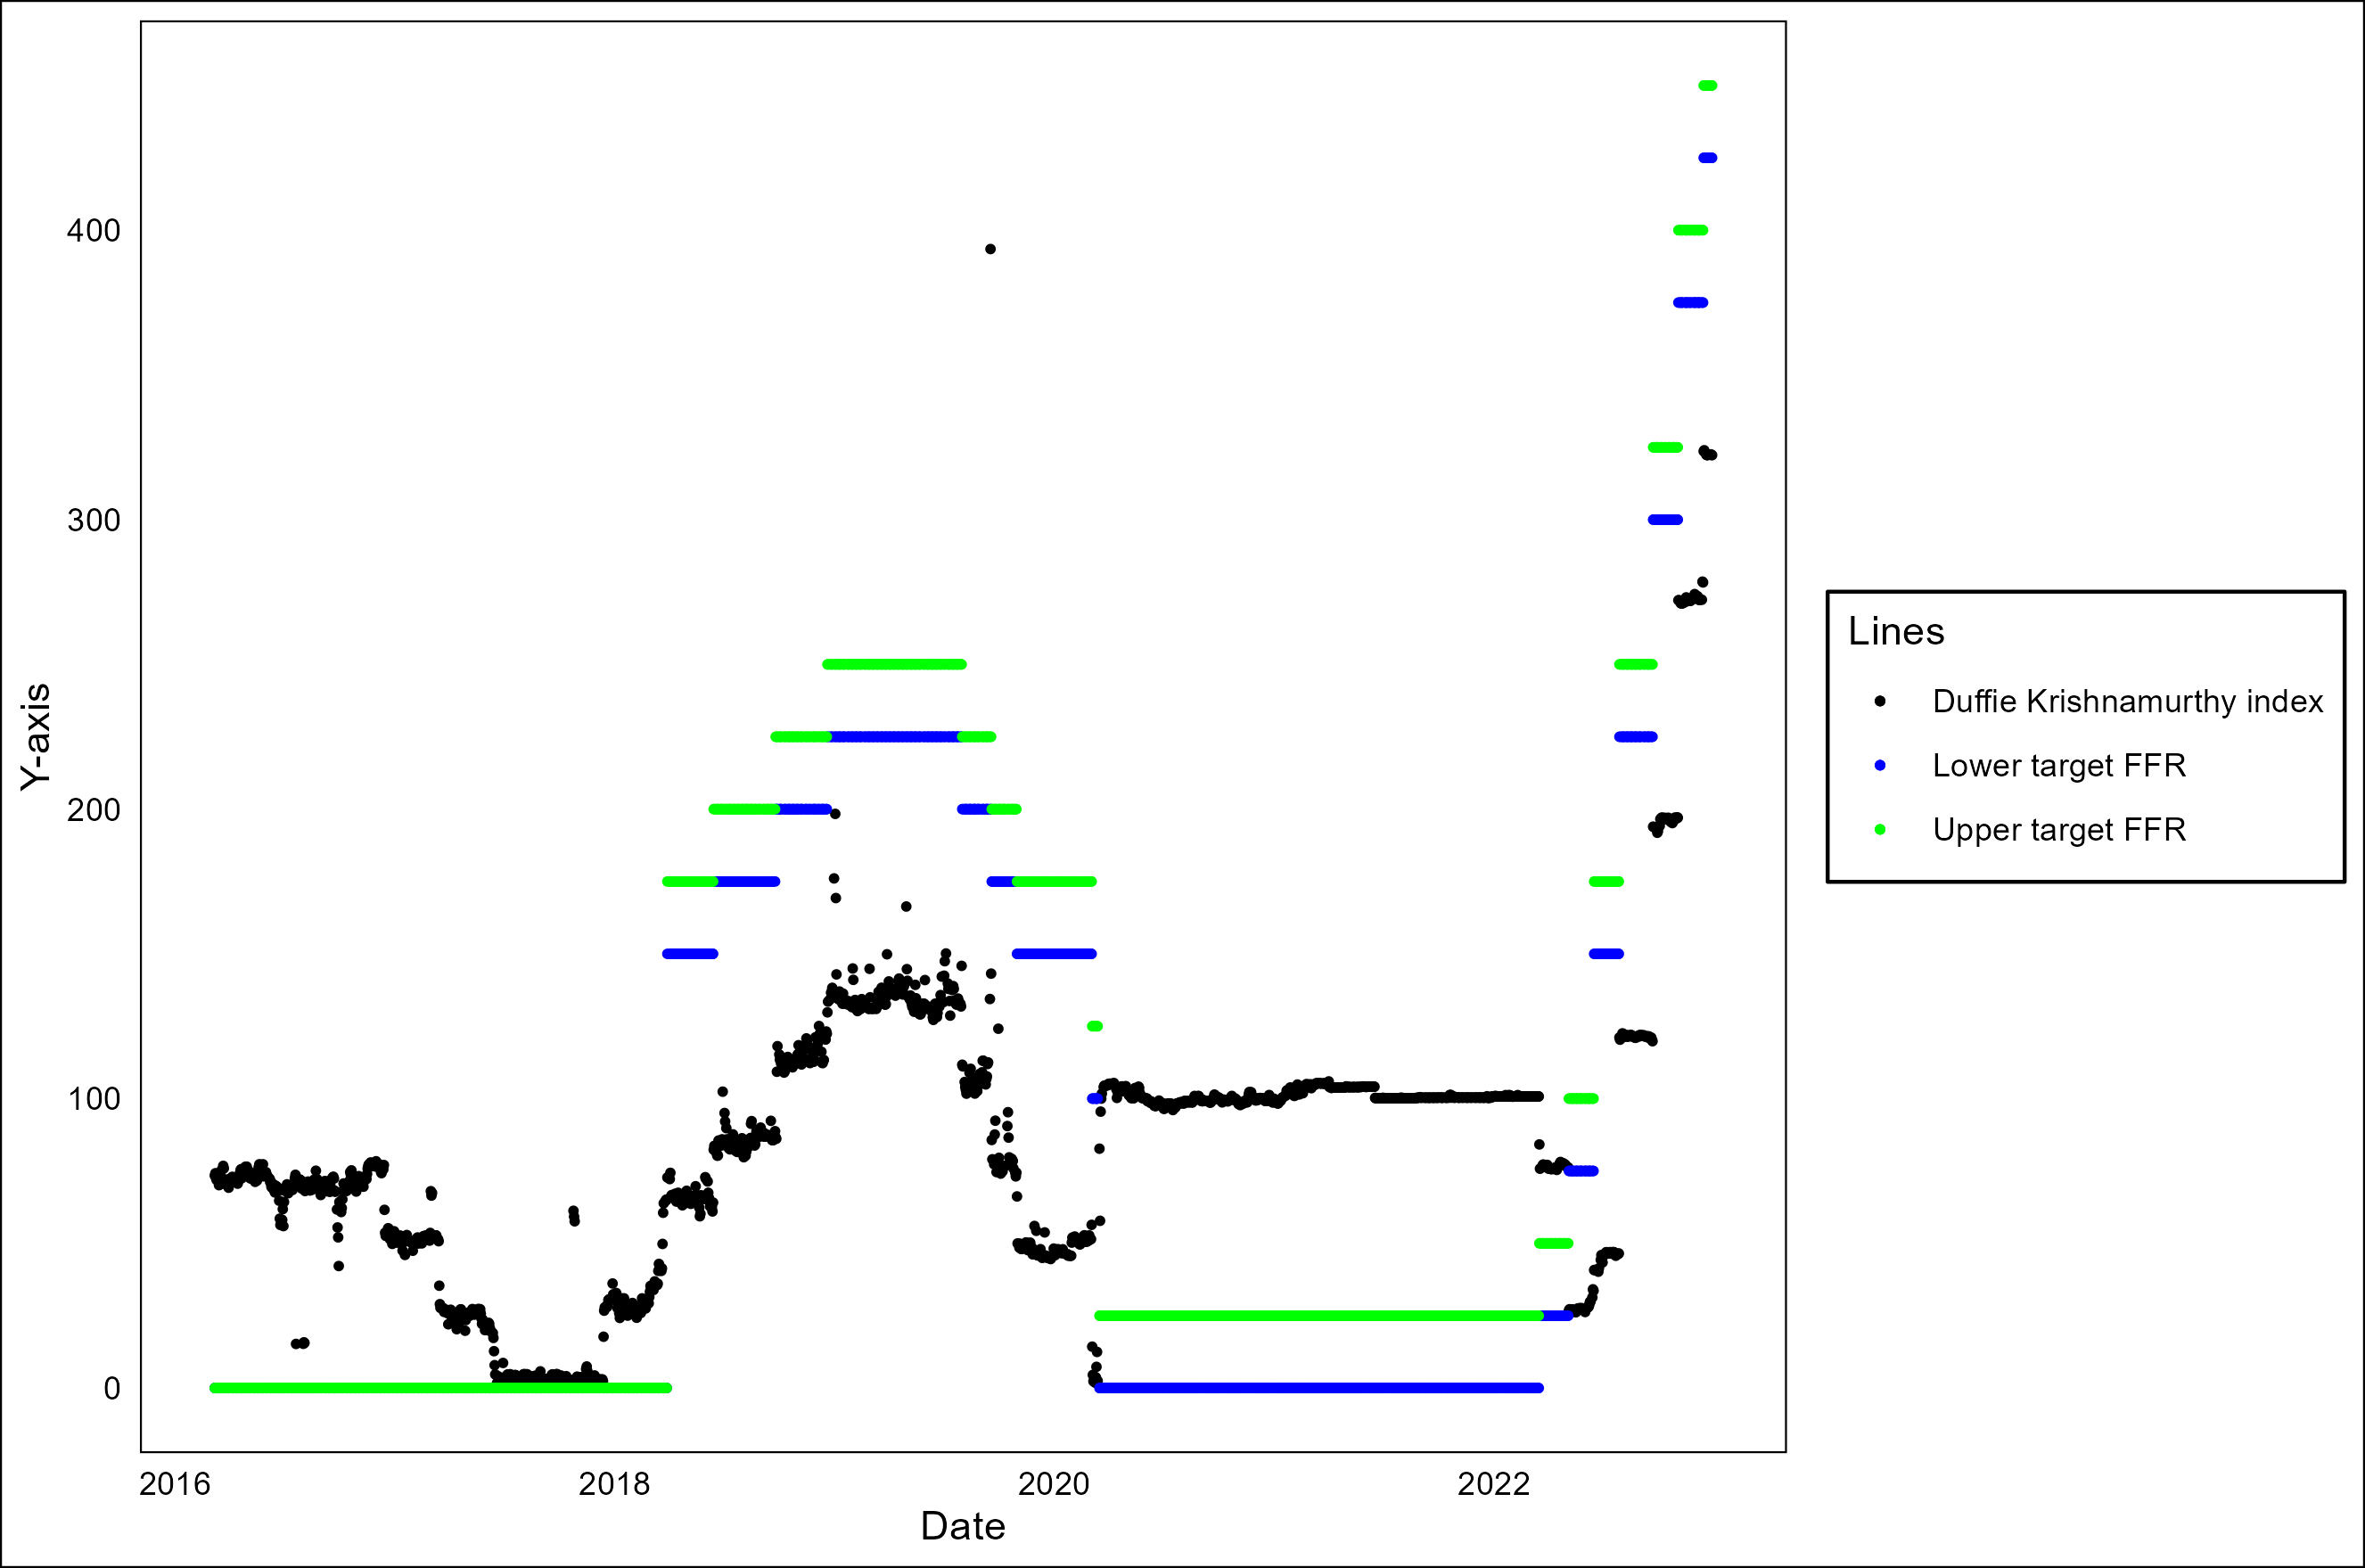 400
300
200
100
0
Y-axis
2016 2018 2020 2022
Date
Lines
Duffie Krishnamurthy index
Lower target FFR
Upper target FFR